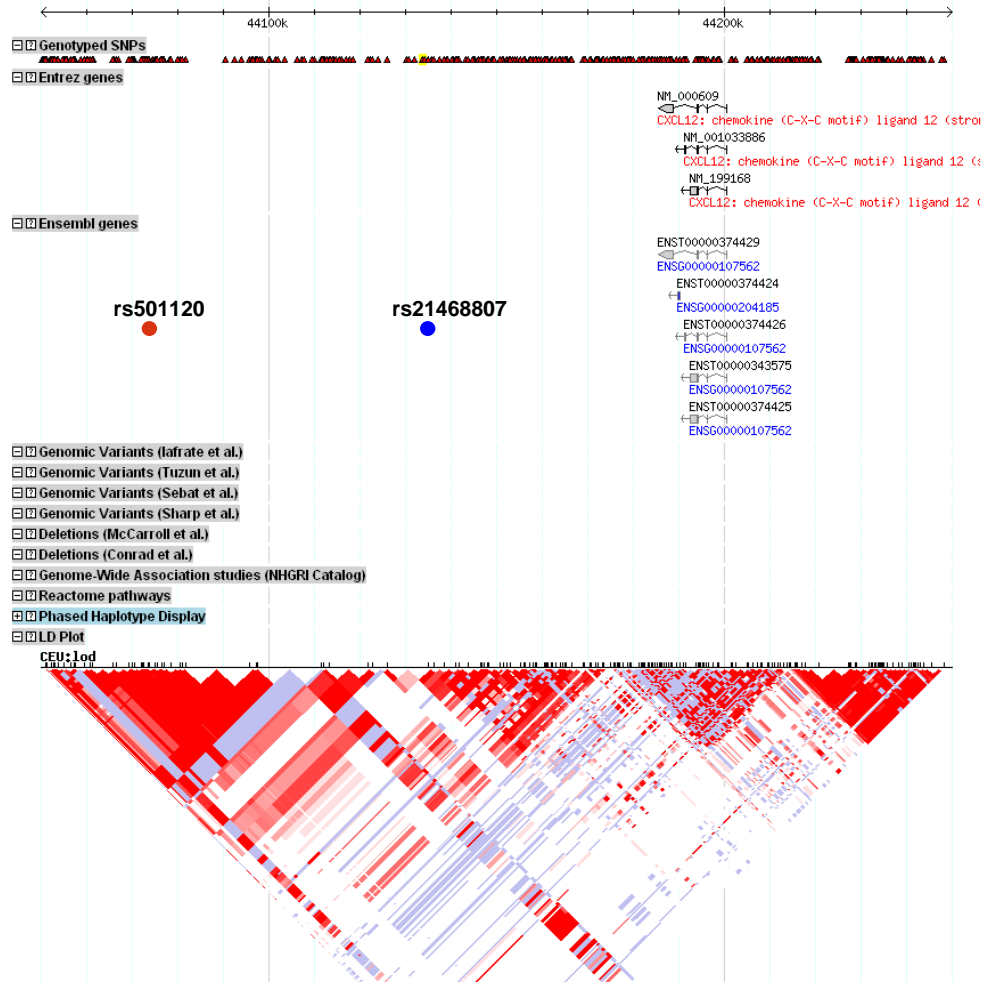 44100k 44200k
Genotyped SNPs
Entrez genes
NM_000609
CXCL12: chemokine (C-X-C motif) ligand 12 (stro
NM_001033886
CXCL12: chemokine (C-X-C motif) ligand 12 (s
NM_199168
CXCL12: chemokine (C-X-C motif) ligand 12 (
Ensembl genes
ENST00000374429
ENSG00000107562
ENST00000374424
ENSG00000204185
rs501120 rs21468807
ENST00000374426
ENSG00000107562
ENST00000343575
ENSG00000107562
ENST00000374425
ENSG00000107562
Genomic Variants (Iafrate et al.)
Genomic Variants (Tuzun et al.)
Genomic Variants (Sebat et al.)
Genomic Variants (Sharp et al.)
Deletions (McCarroll et al.)
Deletions (Conrad et al.)
Genome-Wide Association studies (NHGRI Catalog)
Reactome pathways
Phased Haplotype Display
LD Plot
CEU:lod